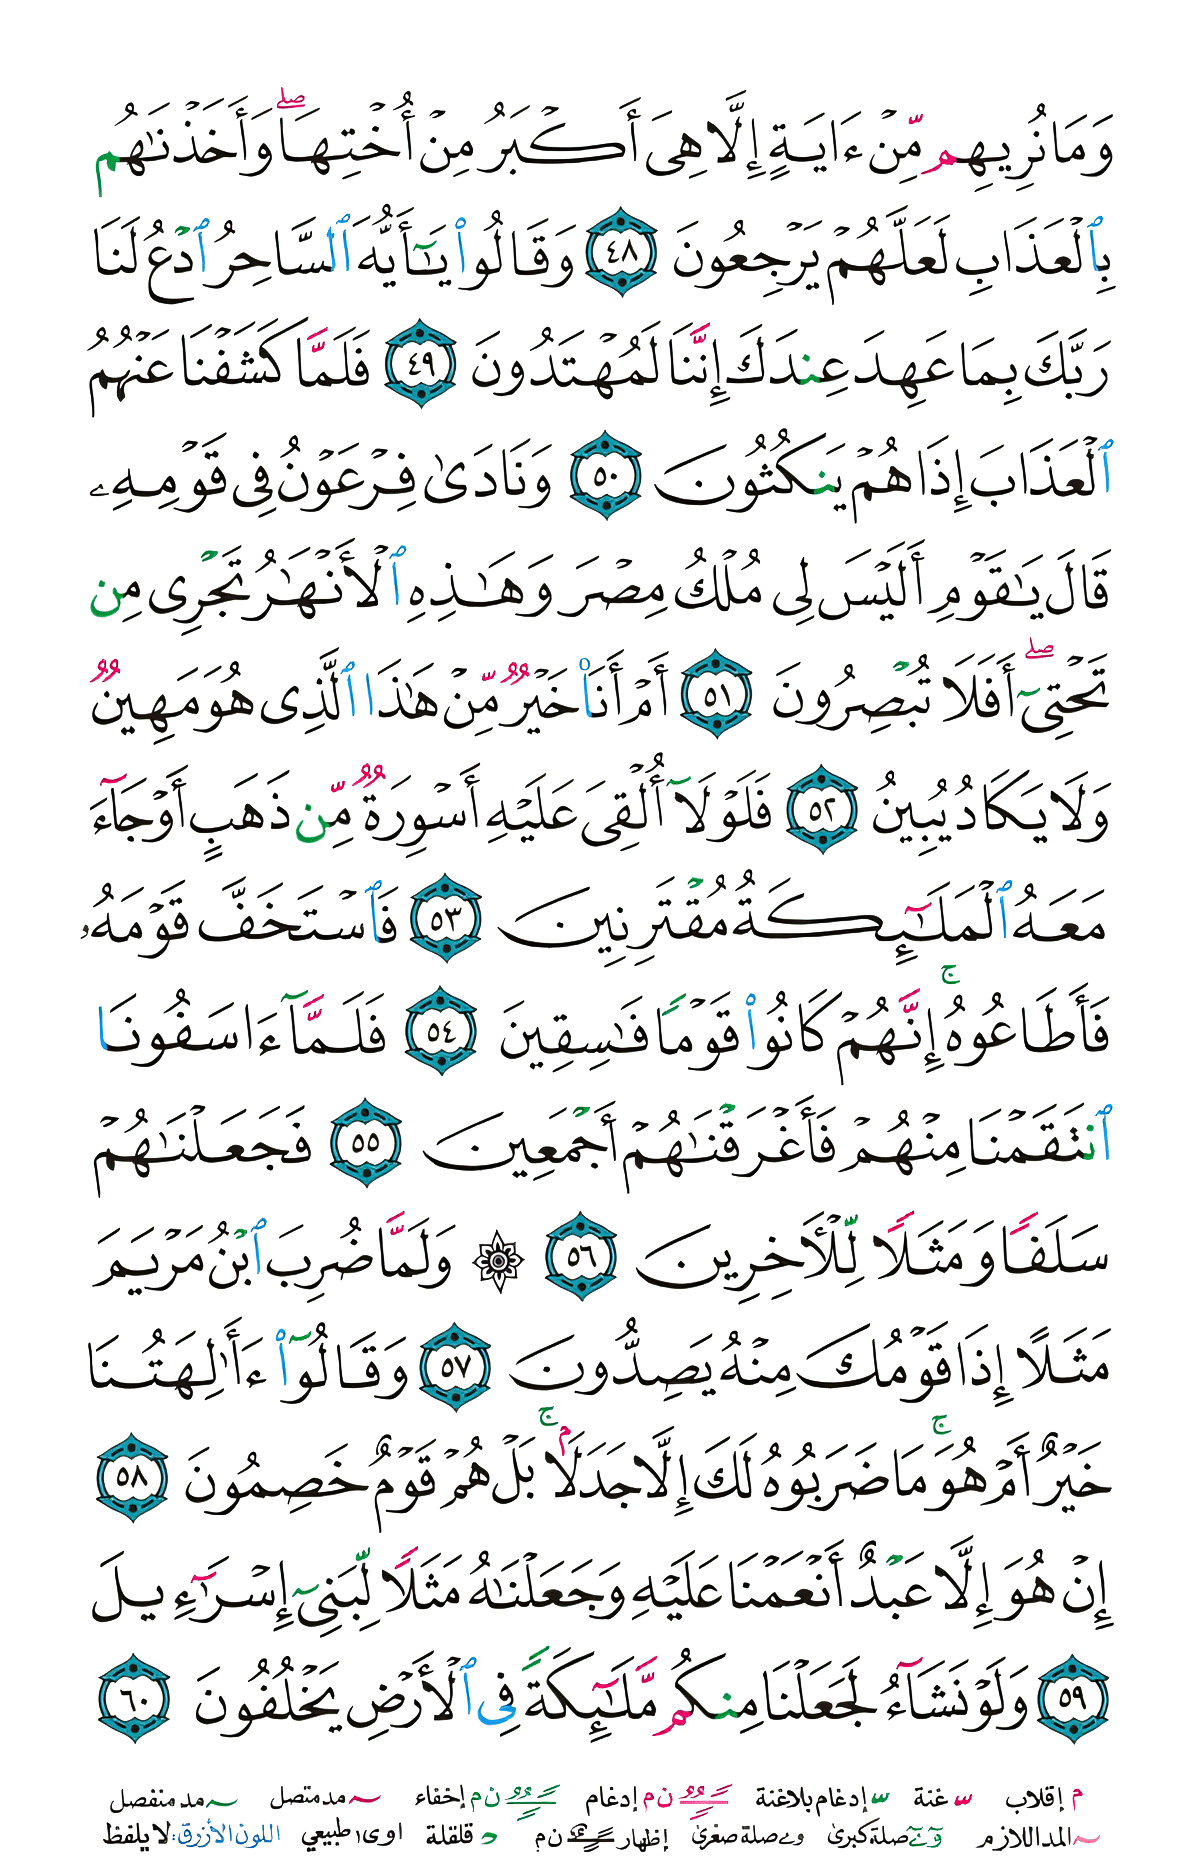 وَمَا نُرِيهِم مِّنْ ءَايَةٍ إِلَّا هِىَ أَكْبَرُ مِنْ أُخْتِهَا ۖ وَأَخَذْنَٰهُم
بِٱلْعَذَابِ لَعَلَّهُمْ يَرْجِعُونَ ٤٨ وَقَالُوا۟ يَٰٓأَيُّهَ ٱلسَّاحِرُ ٱدْعُ لَنَا
رَبَّكَ بِمَا عَهِدَ عِندَكَ إِنَّنَا لَمُهْتَدُونَ ٤٩ فَلَمَّا كَشَفْنَا عَنْهُمُ
ٱلْعَذَابَ إِذَا هُمْ يَنكُثُونَ ٥٠ وَنَادَىٰ فِرْعَوْنُ فِى قَوْمِهِۦ
قَالَ يَٰقَوْمِ أَلَيْسَ لِى مُلْكُ مِصْرَ وَهَٰذِهِ ٱلْأَنْهَٰرُ تَجْرِى مِن
تَحْتِىٓ ۖ أَفَلَا تُبْصِرُونَ ٥١ أَمْ أَنَا۠ خَيْرٌ مِّنْ هَٰذَا ٱلَّذِى هُوَ مَهِينٌ
وَلَا يَكَادُ يُبِينُ ٥٢ فَلَوْلَآ أُلْقِىَ عَلَيْهِ أَسْوِرَةٌ مِّن ذَهَبٍ أَوْ جَآءَ
مَعَهُ ٱلْمَلَٰٓئِكَةُ مُقْتَرِنِينَ ٥٣ فَٱسْتَخَفَّ قَوْمَهُۥ
فَأَطَاعُوهُ ۚ إِنَّهُمْ كَانُوا۟ قَوْمًا فَٰسِقِينَ ٥٤ فَلَمَّآ ءَاسَفُونَا
ٱنتَقَمْنَا مِنْهُمْ فَأَغْرَقْنَٰهُمْ أَجْمَعِينَ ٥٥ فَجَعَلْنَٰهُمْ
سَلَفًا وَمَثَلًا لِّلْأَخِرِينَ ٥٦ ۞ وَلَمَّا ضُرِبَ ٱبْنُ مَرْيَمَ
مَثَلًا إِذَا قَوْمُكَ مِنْهُ يَصِدُّونَ ٥٧ وَقَالُوٓا۟ ءَأَٰلِهَتُنَا
خَيْرٌ أَمْ هُوَ ۚ مَا ضَرَبُوهُ لَكَ إِلَّا جَدَلًۢا ۚ بَلْ هُمْ قَوْمٌ خَصِمُونَ ٥٨
إِنْ هُوَ إِلَّا عَبْدٌ أَنْعَمْنَا عَلَيْهِ وَجَعَلْنَٰهُ مَثَلًا لِّبَنِىٓ إِسْرَٰٓءِيلَ
٥٩ وَلَوْ نَشَآءُ لَجَعَلْنَا مِنكُم مَّلَٰٓئِكَةً فِى ٱلْأَرْضِ يَخْلُفُونَ ٦٠
م إقلاب غنة إدغام بلاغنة ن م إدغام ن م إخفاء مد متصل مد منفصل
المد اللازم صلة كبرى و ے صلة صغرى إظهار ن م قلقلة اوى ا طبيعي اللون الأزرق: لا يلفظ